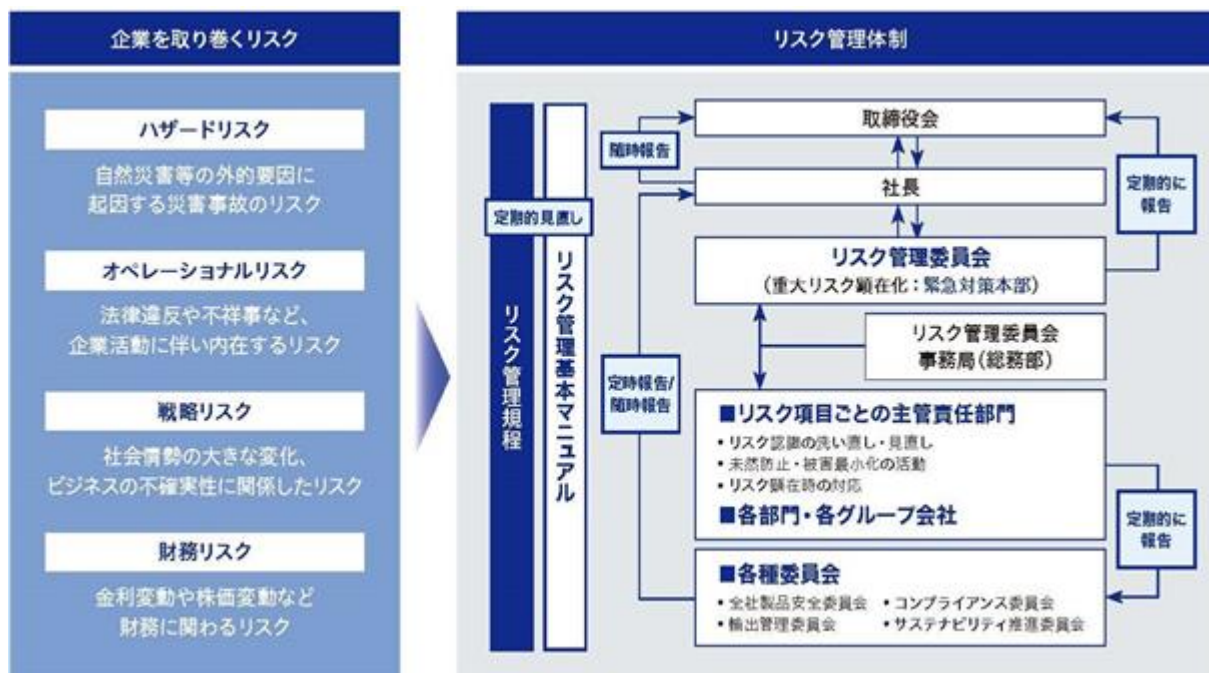 企業を取り巻くリスク
ハザードリスク
自然災害等の外的要因に
起因する災害事故のリスク
オペレーショナルリスク
法律違反や不祥事など、
企業活動に伴い内在するリスク
戦略リスク
社会情勢の大きな変化、
ビジネスの不確実性に関係したリスク
財務リスク
金利変動や株価変動など
財務に関わるリスク
リスク管理体制
リスク管理規程
リスク管理基本マニュアル
定期的見直し
取締役会
随時報告
社長
定期的に
報告
リスク管理委員会
(重大リスク顕在化：緊急対策本部)
リスク管理委員会
事務局(総務部)
定時報告/
随時報告
■リスク項目ごとの主管責任部門
• リスク認識の洗い直し・見直し
• 未然防止・被害最小化の活動
• リスク顕在時の対応
■各部門・各グループ会社
定期的に
報告
■各種委員会
• 全社製品安全委員会 • コンプライアンス委員会
• 輸出管理委員会 • サステナビリティ推進委員会